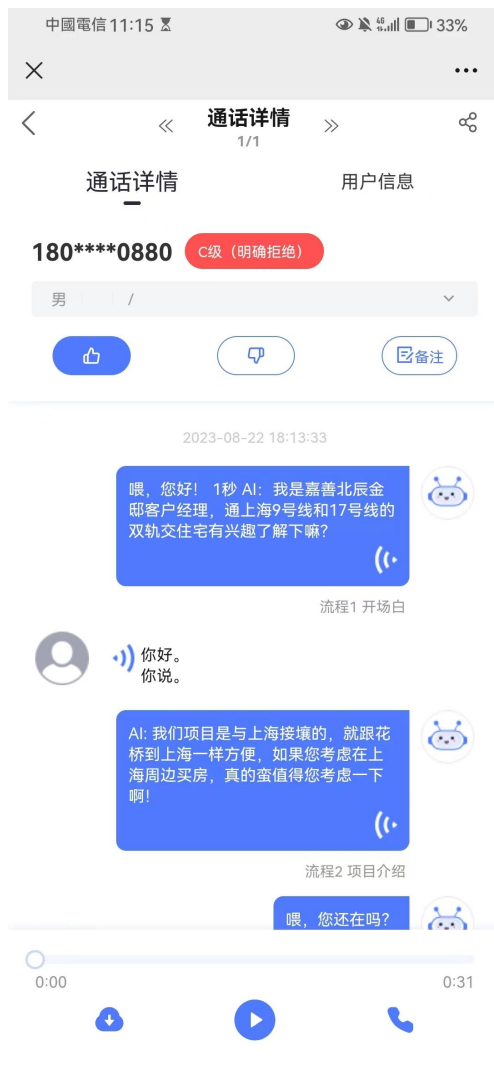 中國電信 11:15 33%
通话详情
1/1
通话详情 用户信息
180****0880 C级（明确拒绝）
男 /
备注
2023-08-22 18:13:33
喂，您好！ 1秒 AI：我是嘉善北辰金
邸客户经理，通上海9号线和17号线的
双轨交住宅有兴趣了解下嘛？
流程1 开场白
你好。
你说。
AI: 我们项目是与上海接壤的，就跟花
桥到上海一样方便，如果您考虑在上
海周边买房，真的蛮值得您考虑一下
啊！
流程2 项目介绍
喂，您还在吗？
0:00 0:31